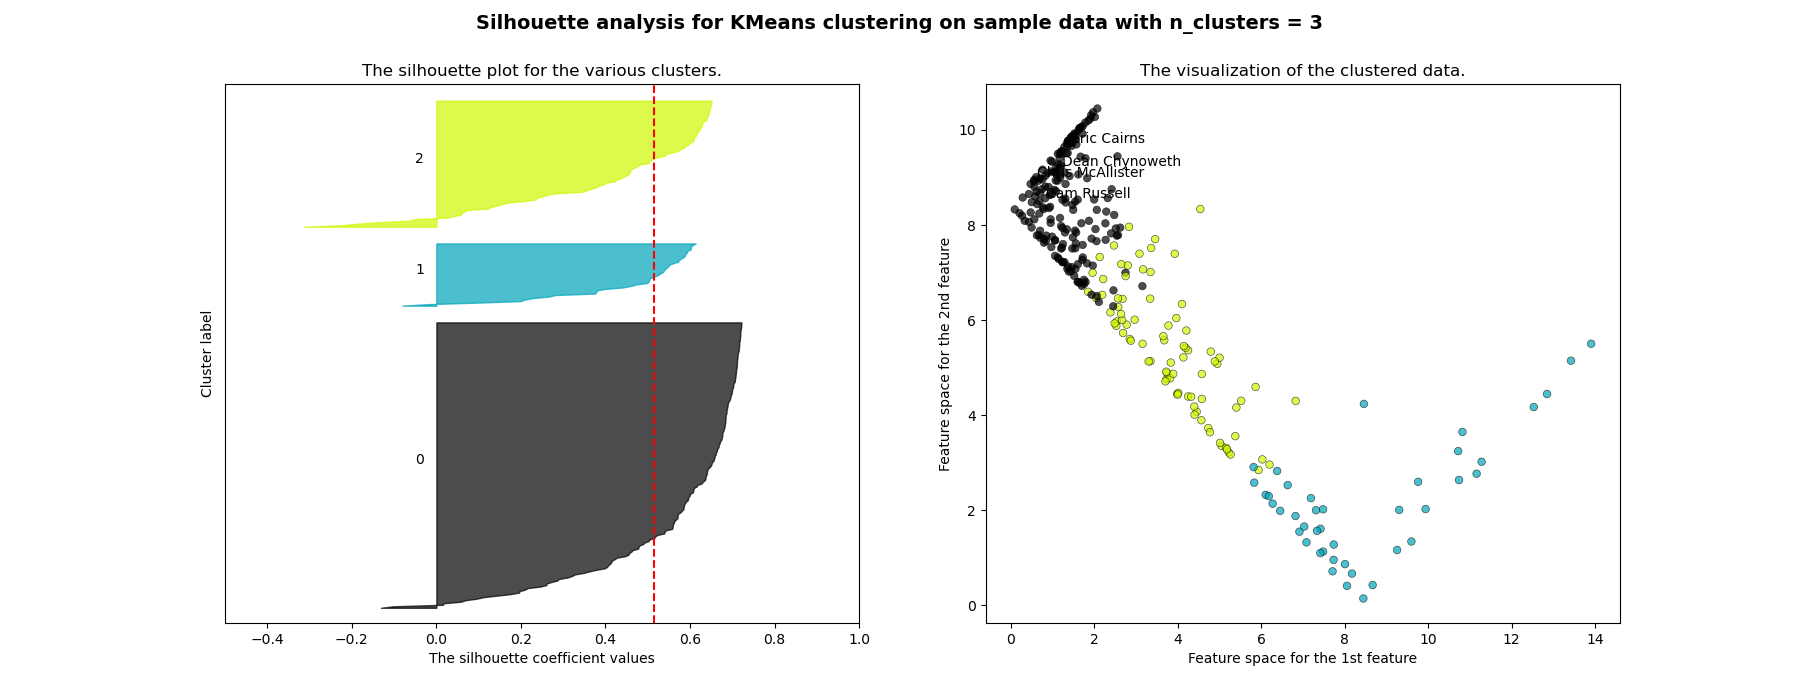 Silhouette analysis for KMeans clustering on sample data with n_clusters = 3
The silhouette plot for the various clusters.
2
1
0
Cluster label
−0.4 −0.2 0.0 0.2 0.4 0.6 0.8 1.0
The silhouette coefficient values
The visualization of the clustered data.
Cairns
Dean Chynoweth
McAllister
Russell
10
8
6
4
2
0
Feature space for the 2nd feature
0 2 4 6 8 10 12 14
Feature space for the 1st feature